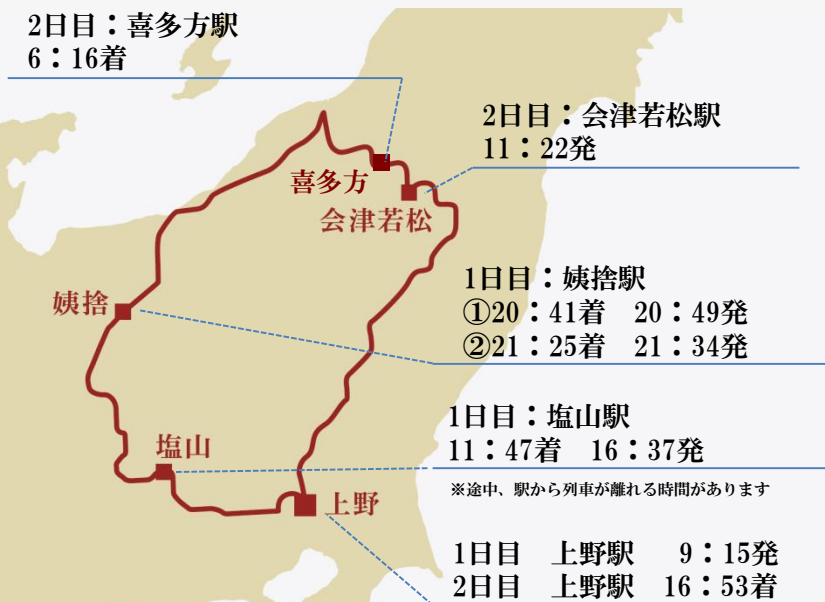 2日目：喜多方駅
6：16着
2日目：会津若松駅
11：22発
喜多方
会津若松
1日目：姨捨駅
①20：41着　20：49発
②21：25着　21：34発
姨捨
1日目：塩山駅
11：47着　16：37発
※途中、駅から列車が離れる時間があります
塩山
上野
1日目　上野駅　9：15発
2日目　上野駅　16：53着